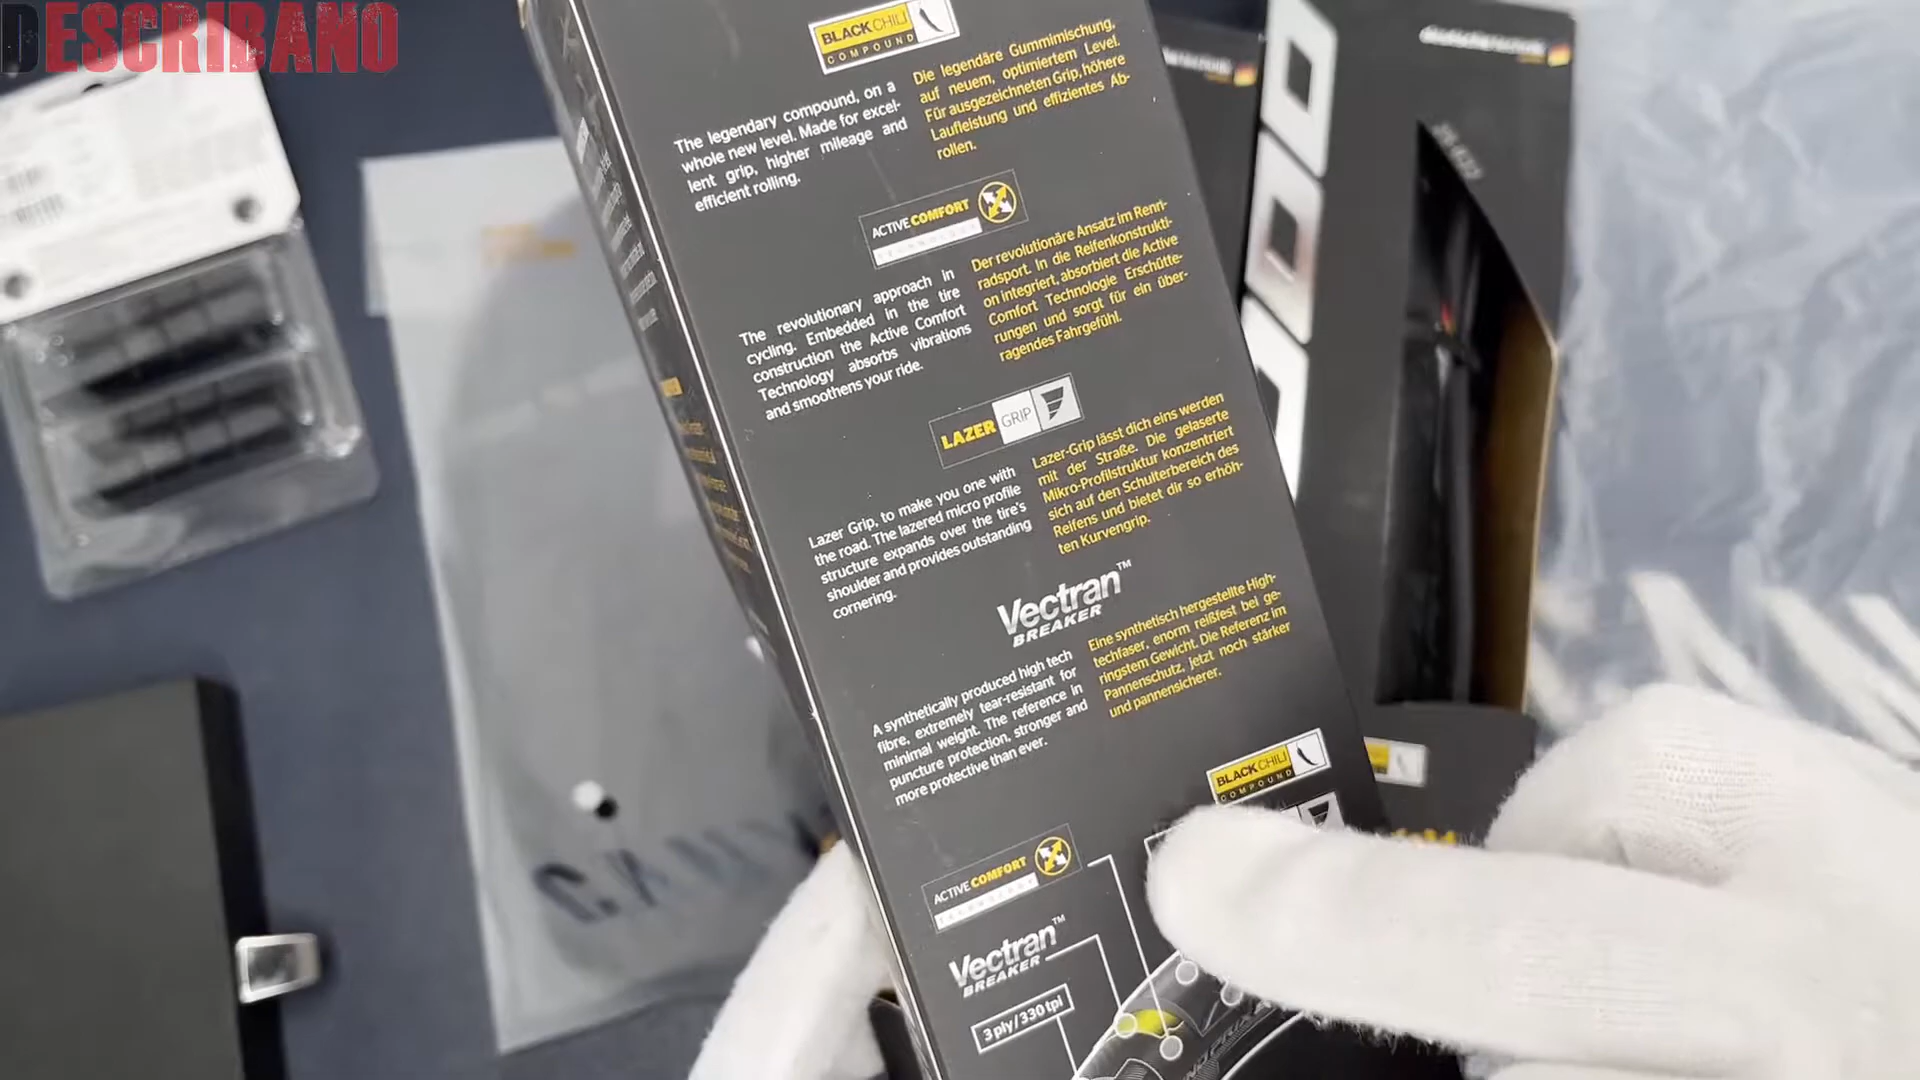 DESCRIBANO
BLACKCHILI
COMPOUND
The legendary compound, on a
whole new level. Made for excel-
lent grip, higher mileage and
efficient rolling.
Die legendäre Gummimischung,
auf neuem, optimiertem Level.
Für ausgezeichneten Grip, höhere
Laufleistung und effizientes Ab-
rollen.
ACTIVE COMFORT
TECHNOLOGY
The revolutionary approach in
cycling. Embedded in the tire
construction the Active Comfort
Technology absorbs vibrations
and smoothens your ride.
Der revolutionäre Ansatz im Renn-
radsport. In die Reifenkonstrukti-
on integriert, absorbiert die Active
Comfort Technologie Erschütte-
rungen und sorgt für ein über-
ragendes Fahrgefühl.
LAZER GRIP
Lazer Grip, to make you one with
the road. The lazered micro profile
structure expands over the tire's
shoulder and provides outstanding
cornering.
Lazer-Grip lässt dich eins werden
mit der Straße. Die gelaserte
Mikro-Profilstruktur konzentriert
sich auf den Schulterbereich des
Reifens und bietet dir so erhöh-
ten Kurvengrip.
Vectran™
BREAKER
A synthetically produced high tech
fibre, extremely tear-resistant for
minimal weight. The reference in
puncture protection, stronger and
more protective than ever.
Eine synthetisch hergestellte High-
techfaser, enorm reißfest bei ge-
ringstem Gewicht. Die Referenz im
Pannenschutz, jetzt noch stärker
und pannensicherer.
BLACKCHILI
COMPOUND
ACTIVE COMFORT
TECHNOLOGY
Vectran™
BREAKER
3 ply/330 tpi